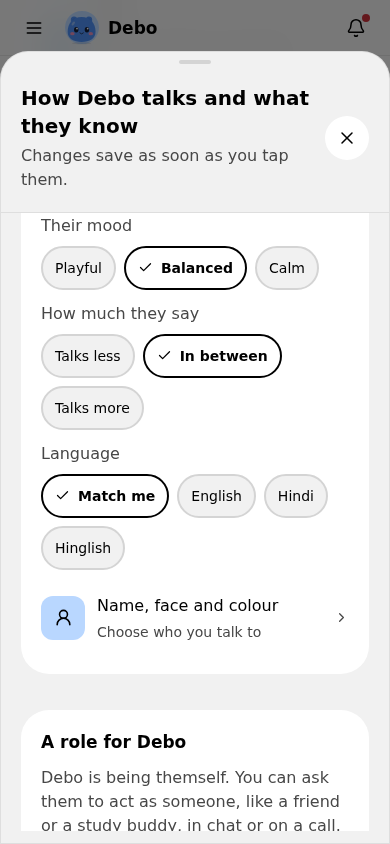 Debo
How Debo talks and what
they know
Changes save as soon as you tap
them.
Their mood
Playful
Balanced
Calm
How much they say
Talks less
In between
Talks more
Language
Match me
English
Hindi
Hinglish
Name, face and colour
Choose who you talk to
A role for Debo
Debo is being themself. You can ask
them to act as someone, like a friend
or a study buddy, in chat or on a call.